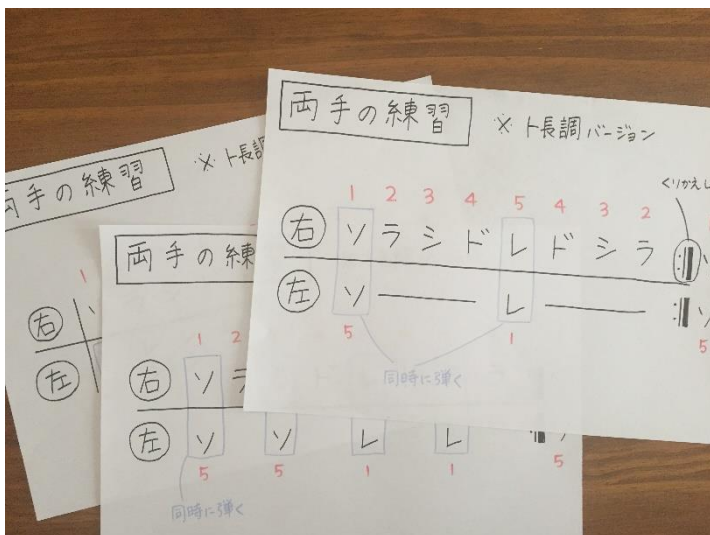 両手の練習 ※ト長調バージョン
くりかえし
1 2 3 4 5 4 3 2
右 ソ ラ シ ド レ ド シ ラ 𝄇 ソ
左 ソ ― レ ― 𝄇 ソ
5 1 5
同時に弾く
両手の練習 ※ト長調
1
右
左
両手の練
1 2
右 ソ ラ
左 ソ ソ レ レ
5 5 1 1 5
同時に弾く